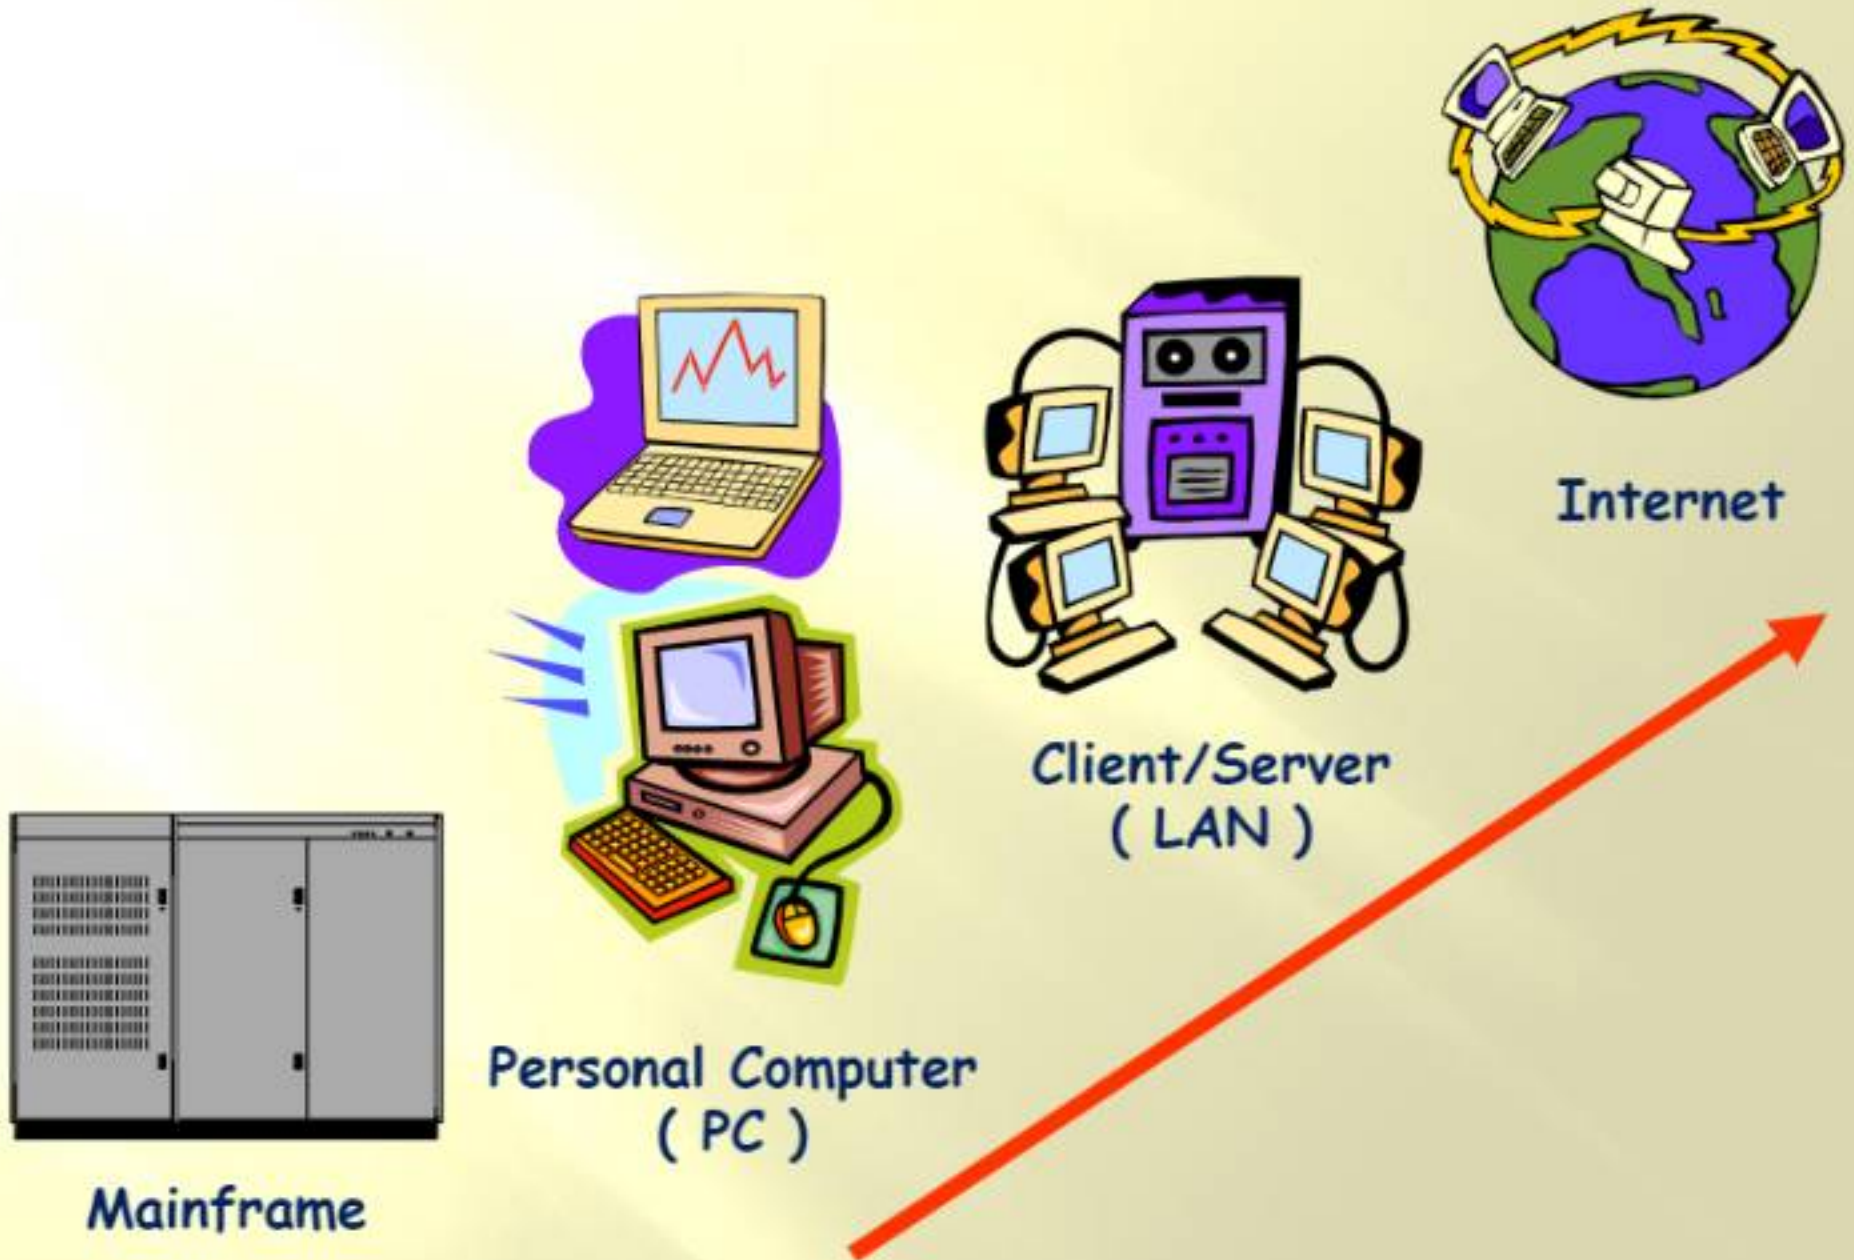 Mainframe
Personal Computer
( PC )
Client/Server
( LAN )
Internet